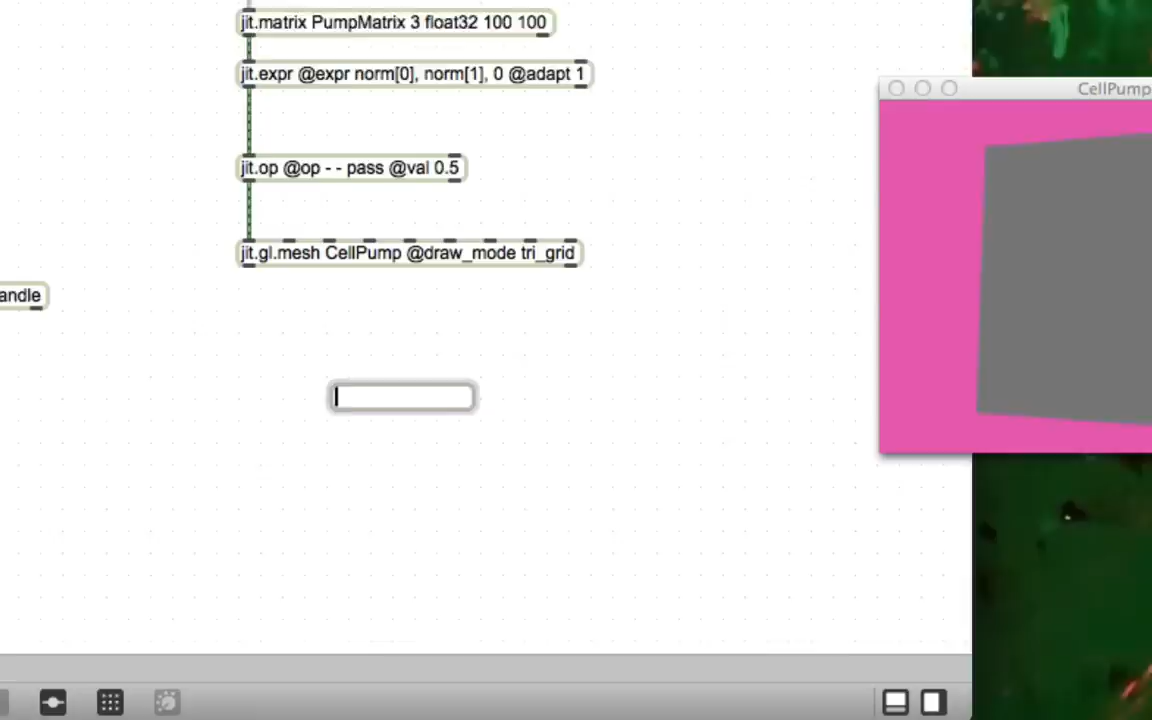 jit.matrix PumpMatrix 3 float32 100 100
jit.expr @expr norm[0], norm[1], 0 @adapt 1
CellPump
jit.op @op - - pass @val 0.5
jit.gl.mesh CellPump @draw_mode tri_grid
andle